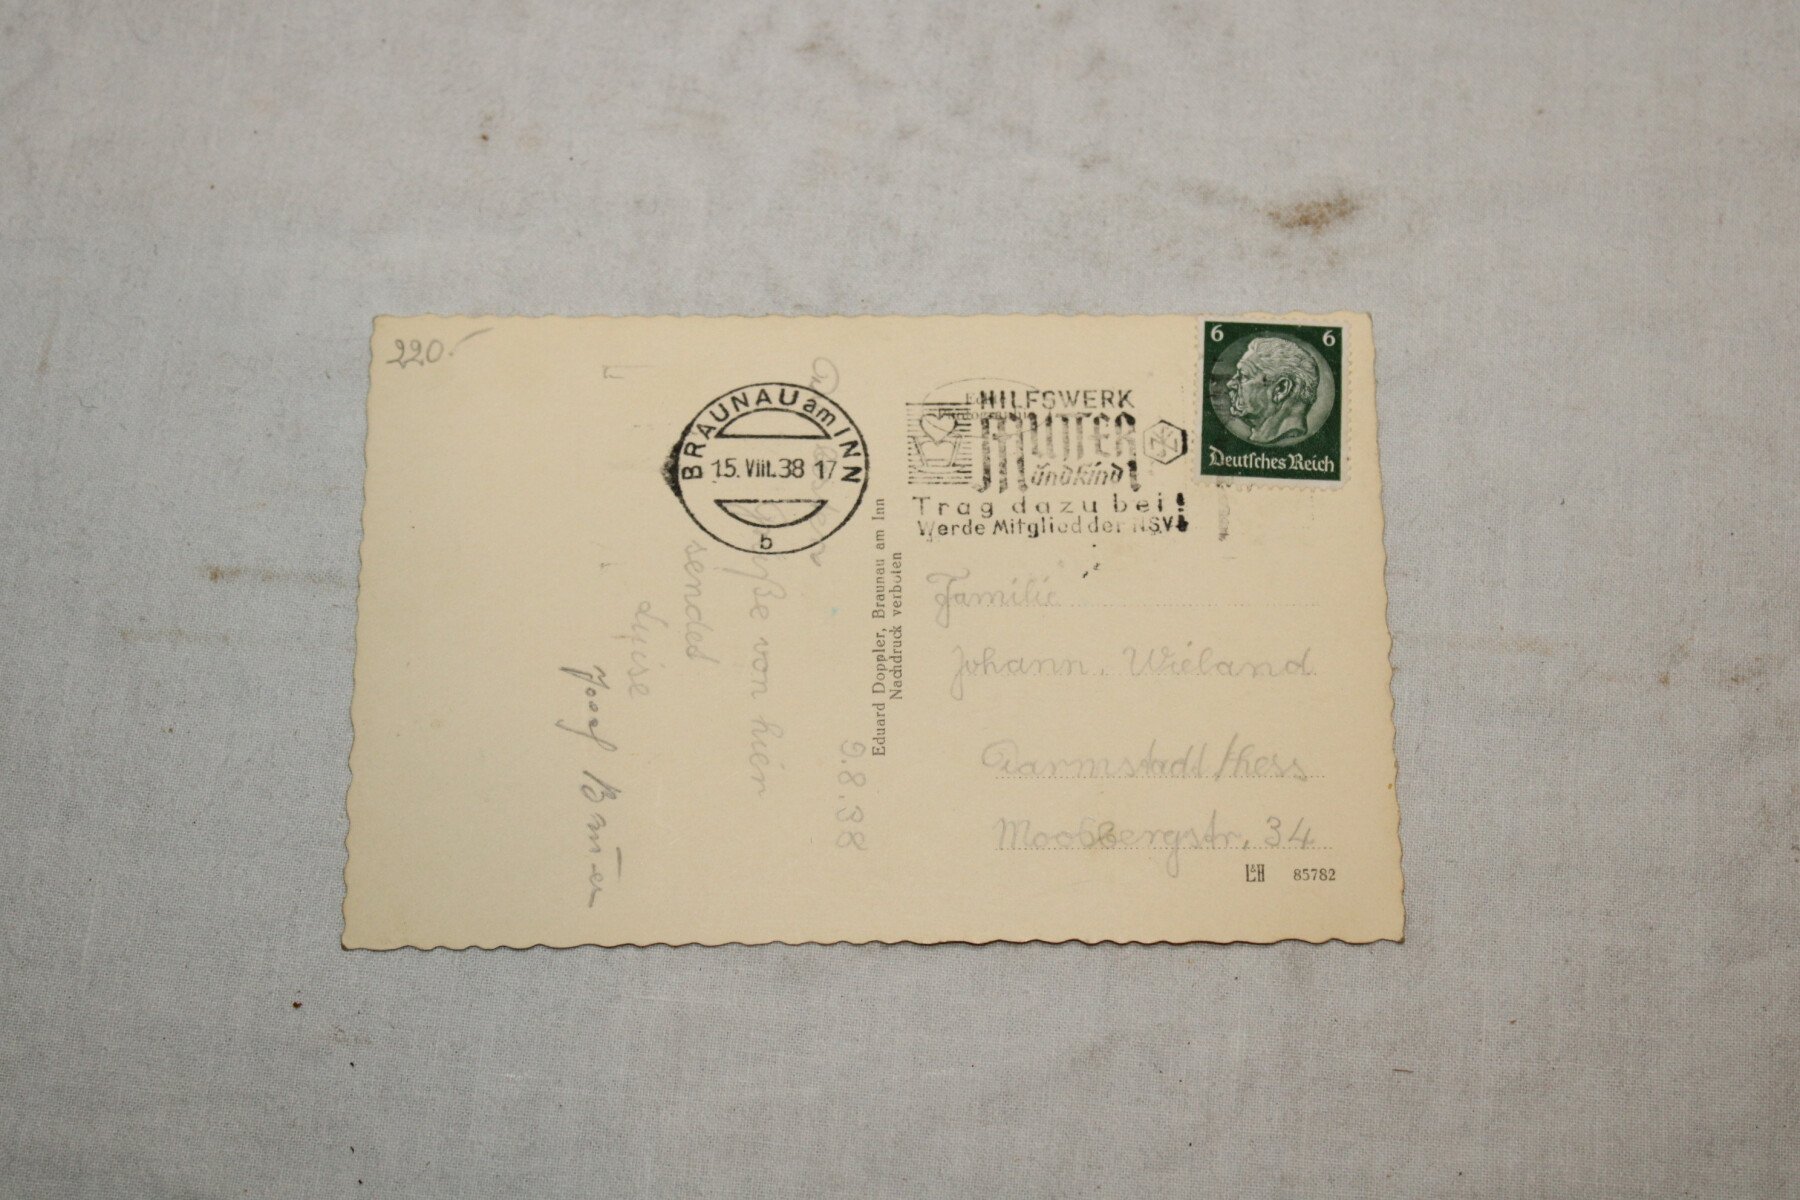 220.-
BRAUNAU am INN
15. VIII. 38 17
b
HILFSWERK
MUTTER
und Kind
Trag dazu bei!
Werde Mitglied der NSV!
6 6
Deutsches Reich
9.8.38
von hier
sendet
Luise
Josef
Eduard Doppler, Braunau am Inn
Nachdruck verboten
Familie
Johann Wieland
Darmstadt/Hess
34
L&H 85782